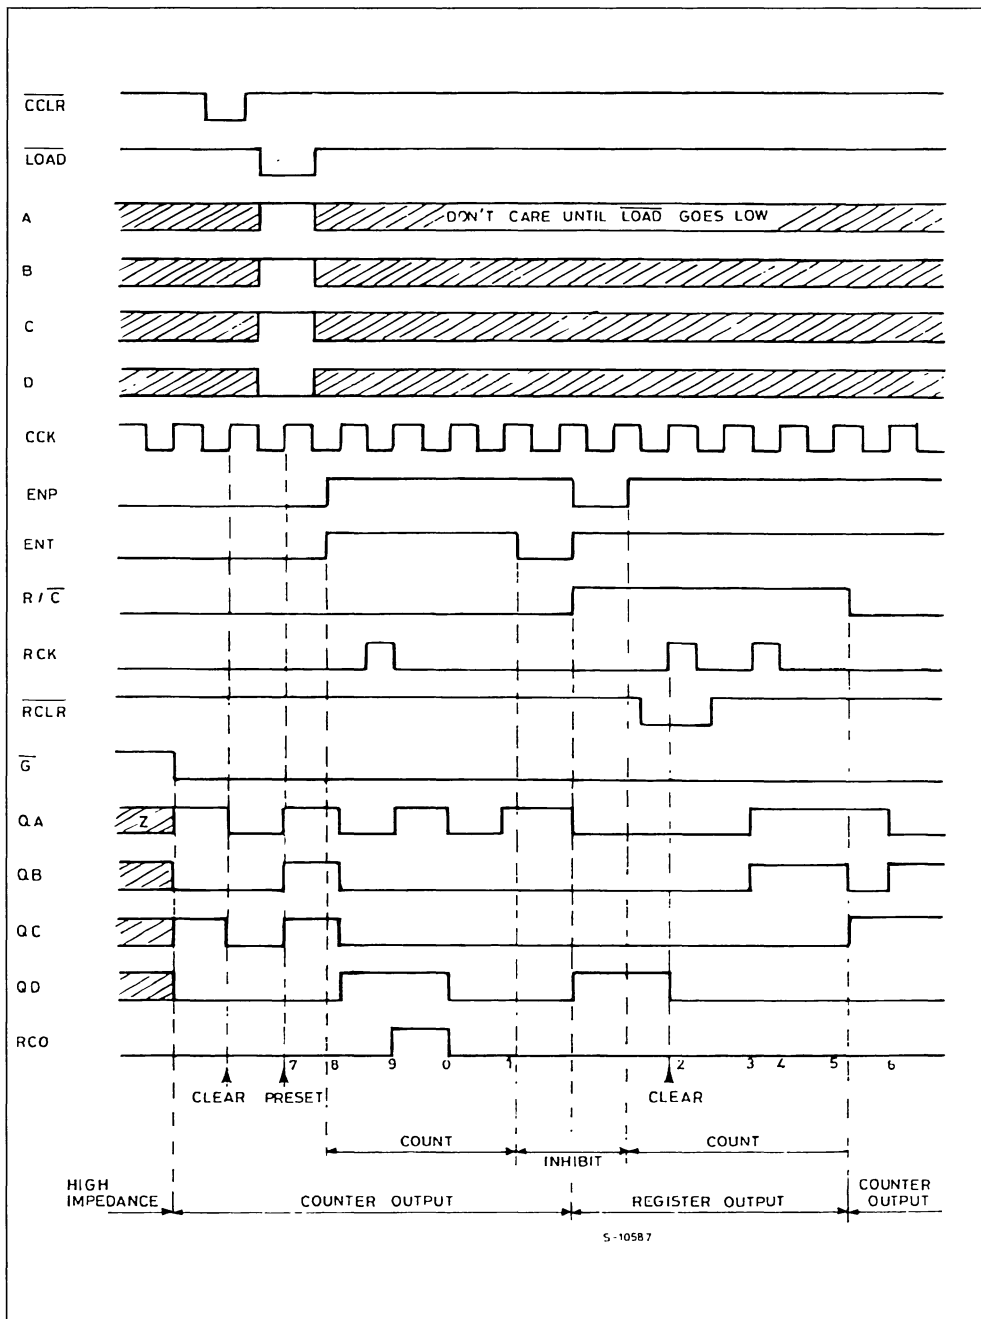 CCLR
LOAD
A
DON'T CARE UNTIL LOAD GOES LOW
B
C
D
CCK
ENP
ENT
R/C
RCK
RCLR
G
QA
Z
QB
QC
QD
RCO
7 8 9 0 1 2 3 4 5 6
CLEAR PRESET CLEAR
COUNT INHIBIT COUNT
HIGH IMPEDANCE COUNTER OUTPUT REGISTER OUTPUT COUNTER OUTPUT
S-10587